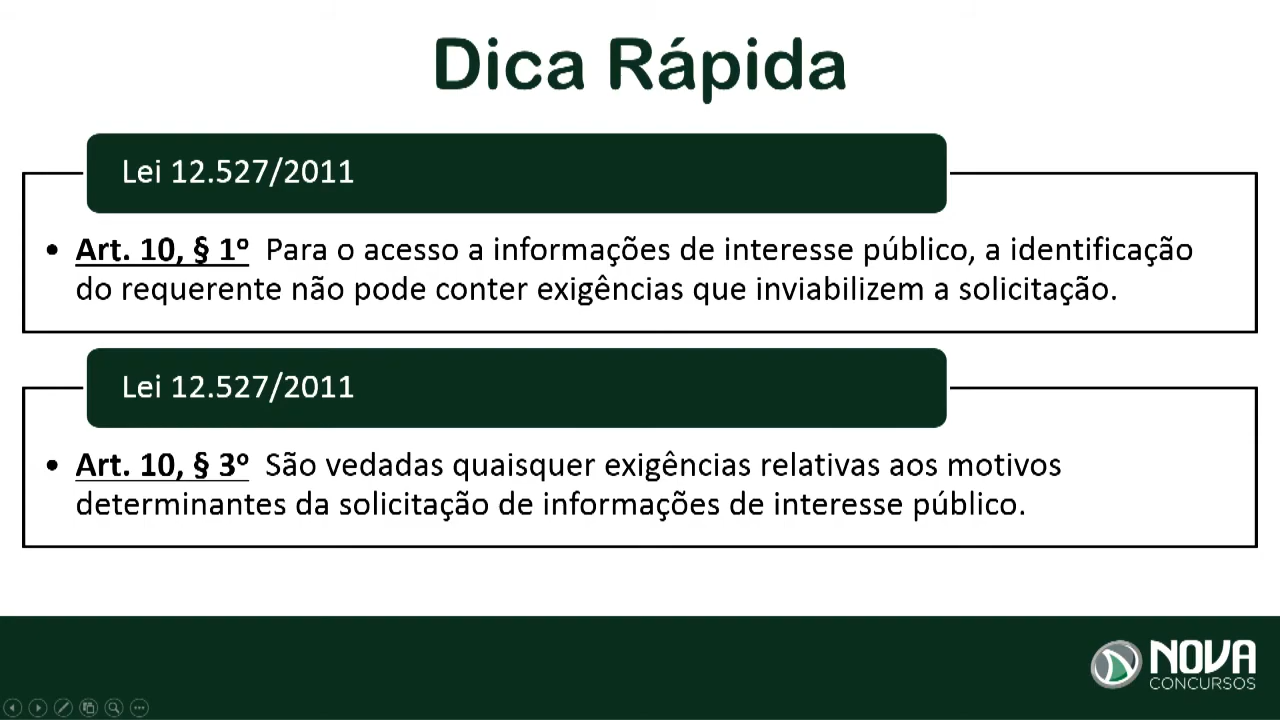 Dica Rápida
Lei 12.527/2011
• Art. 10, § 1º Para o acesso a informações de interesse público, a identificação
do requerente não pode conter exigências que inviabilizem a solicitação.
Lei 12.527/2011
• Art. 10, § 3º São vedadas quaisquer exigências relativas aos motivos
determinantes da solicitação de informações de interesse público.
NOVA
CONCURSOS